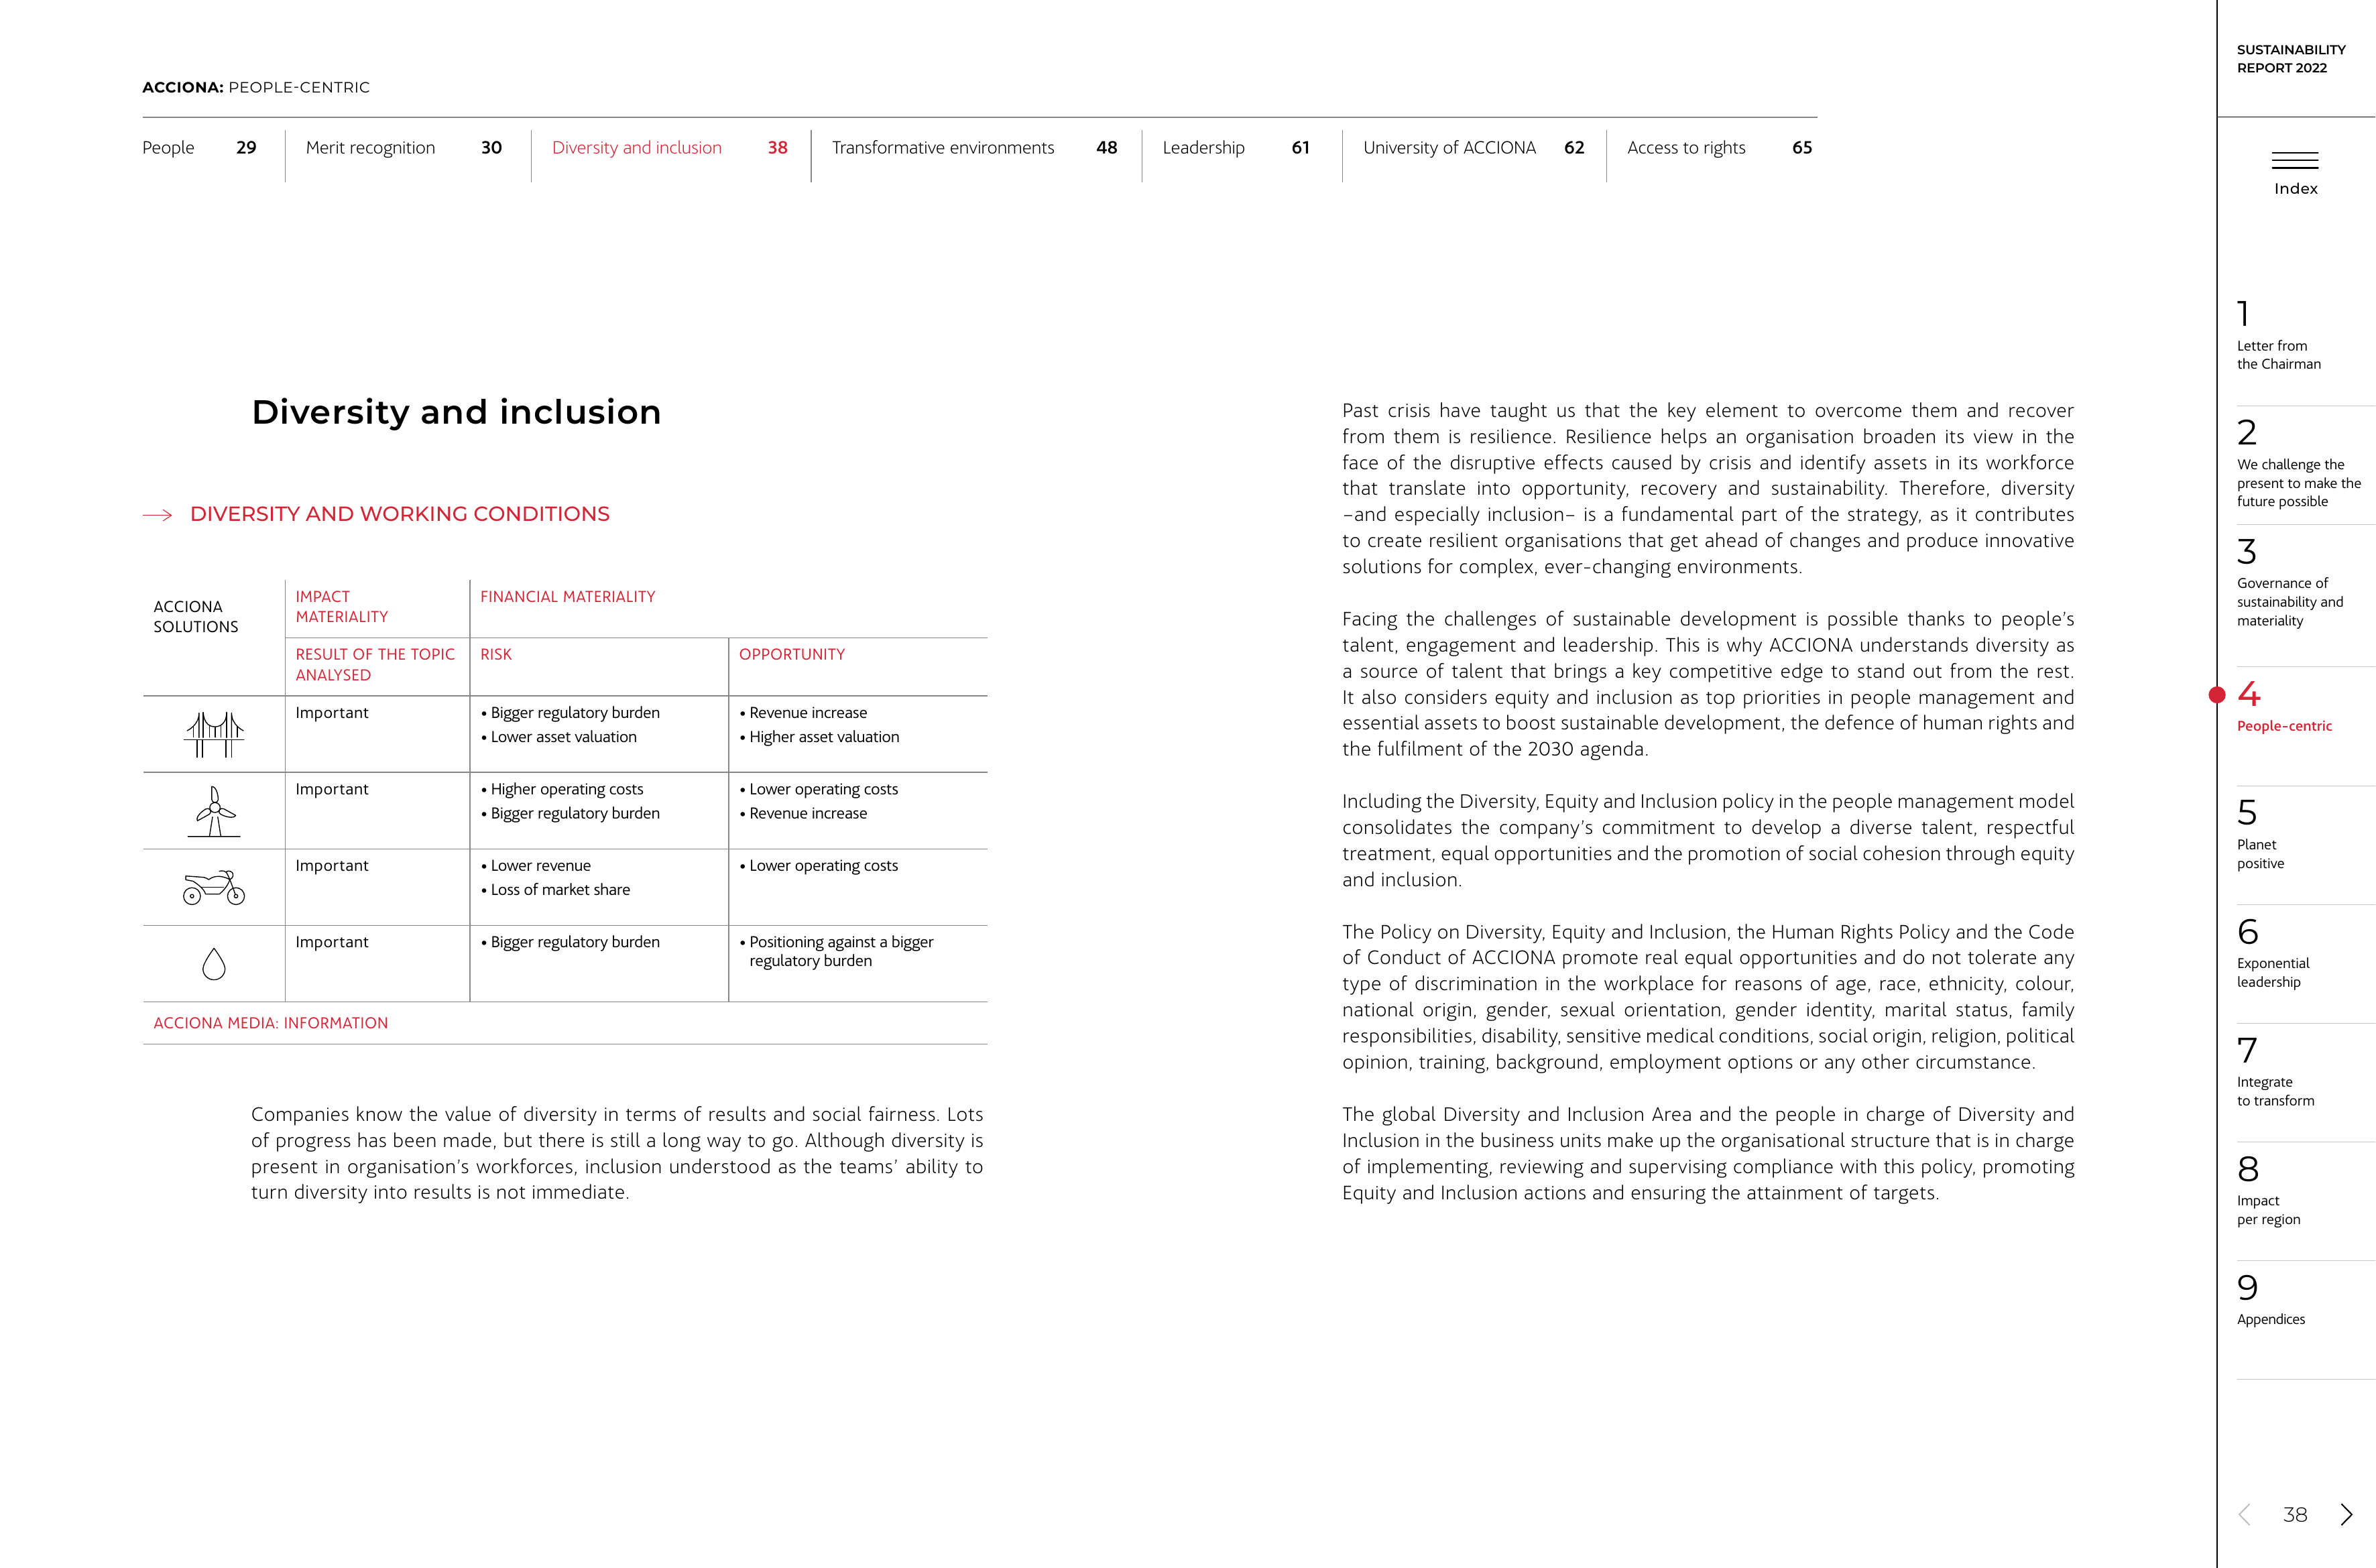 ACCIONA: PEOPLE-CENTRIC
People 29
Merit recognition 30
Diversity and inclusion 38
Transformative environments 48
Leadership 61
University of ACCIONA 62
Access to rights 65
Diversity and inclusion
DIVERSITY AND WORKING CONDITIONS
ACCIONA
SOLUTIONS
IMPACT
MATERIALITY
FINANCIAL MATERIALITY
RESULT OF THE TOPIC
ANALYSED
RISK
OPPORTUNITY
Important
• Bigger regulatory burden
• Lower asset valuation
• Revenue increase
• Higher asset valuation
Important
• Higher operating costs
• Bigger regulatory burden
• Lower operating costs
• Revenue increase
Important
• Lower revenue
• Loss of market share
• Lower operating costs
Important
• Bigger regulatory burden
• Positioning against a bigger
regulatory burden
ACCIONA MEDIA: INFORMATION
Companies know the value of diversity in terms of results and social fairness. Lots
of progress has been made, but there is still a long way to go. Although diversity is
present in organisation's workforces, inclusion understood as the teams' ability to
turn diversity into results is not immediate.
Past crisis have taught us that the key element to overcome them and recover
from them is resilience. Resilience helps an organisation broaden its view in the
face of the disruptive effects caused by crisis and identify assets in its workforce
that translate into opportunity, recovery and sustainability. Therefore, diversity
–and especially inclusion– is a fundamental part of the strategy, as it contributes
to create resilient organisations that get ahead of changes and produce innovative
solutions for complex, ever-changing environments.
Facing the challenges of sustainable development is possible thanks to people's
talent, engagement and leadership. This is why ACCIONA understands diversity as
a source of talent that brings a key competitive edge to stand out from the rest.
It also considers equity and inclusion as top priorities in people management and
essential assets to boost sustainable development, the defence of human rights and
the fulfilment of the 2030 agenda.
Including the Diversity, Equity and Inclusion policy in the people management model
consolidates the company's commitment to develop a diverse talent, respectful
treatment, equal opportunities and the promotion of social cohesion through equity
and inclusion.
The Policy on Diversity, Equity and Inclusion, the Human Rights Policy and the Code
of Conduct of ACCIONA promote real equal opportunities and do not tolerate any
type of discrimination in the workplace for reasons of age, race, ethnicity, colour,
national origin, gender, sexual orientation, gender identity, marital status, family
responsibilities, disability, sensitive medical conditions, social origin, religion, political
opinion, training, background, employment options or any other circumstance.
The global Diversity and Inclusion Area and the people in charge of Diversity and
Inclusion in the business units make up the organisational structure that is in charge
of implementing, reviewing and supervising compliance with this policy, promoting
Equity and Inclusion actions and ensuring the attainment of targets.
SUSTAINABILITY
REPORT 2022
Index
1
Letter from
the Chairman
2
We challenge the
present to make the
future possible
3
Governance of
sustainability and
materiality
4
People-centric
5
Planet
positive
6
Exponential
leadership
7
Integrate
to transform
8
Impact
per region
9
Appendices
38